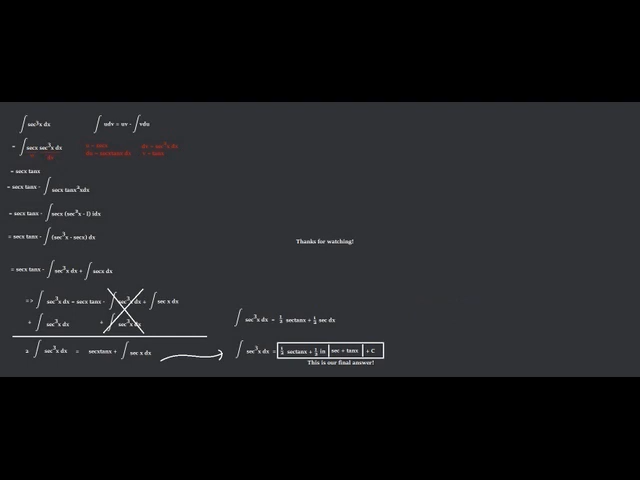 ∫ sec³x dx
∫ udv = uv - ∫ vdu
= ∫ secx sec³x dx
u = secx
dv = sec²x dx
du = secxtanx dx
v = tanx
= secx tanx
= secx tanx - ∫ secx tanx²xdx
= secx tanx - ∫ secx (sec²x - 1) )dx
= secx tanx - ∫ (sec³x - secx) dx
Thanks for watching!
= secx tanx - ∫ sec³x dx + ∫ secx dx
=> ∫ sec³x dx = secx tanx - ∫ sec³x dx + ∫ sec x dx
+ ∫ sec³x dx + ∫ sec³x dx
2 ∫ sec³x dx = secxtanx + ∫ sec x dx
∫ sec³x dx = ½ sectanx + ½ sec dx
∫ sec³x dx = ½ sectanx + ½ in |sec + tanx | + C
This is our final answer!